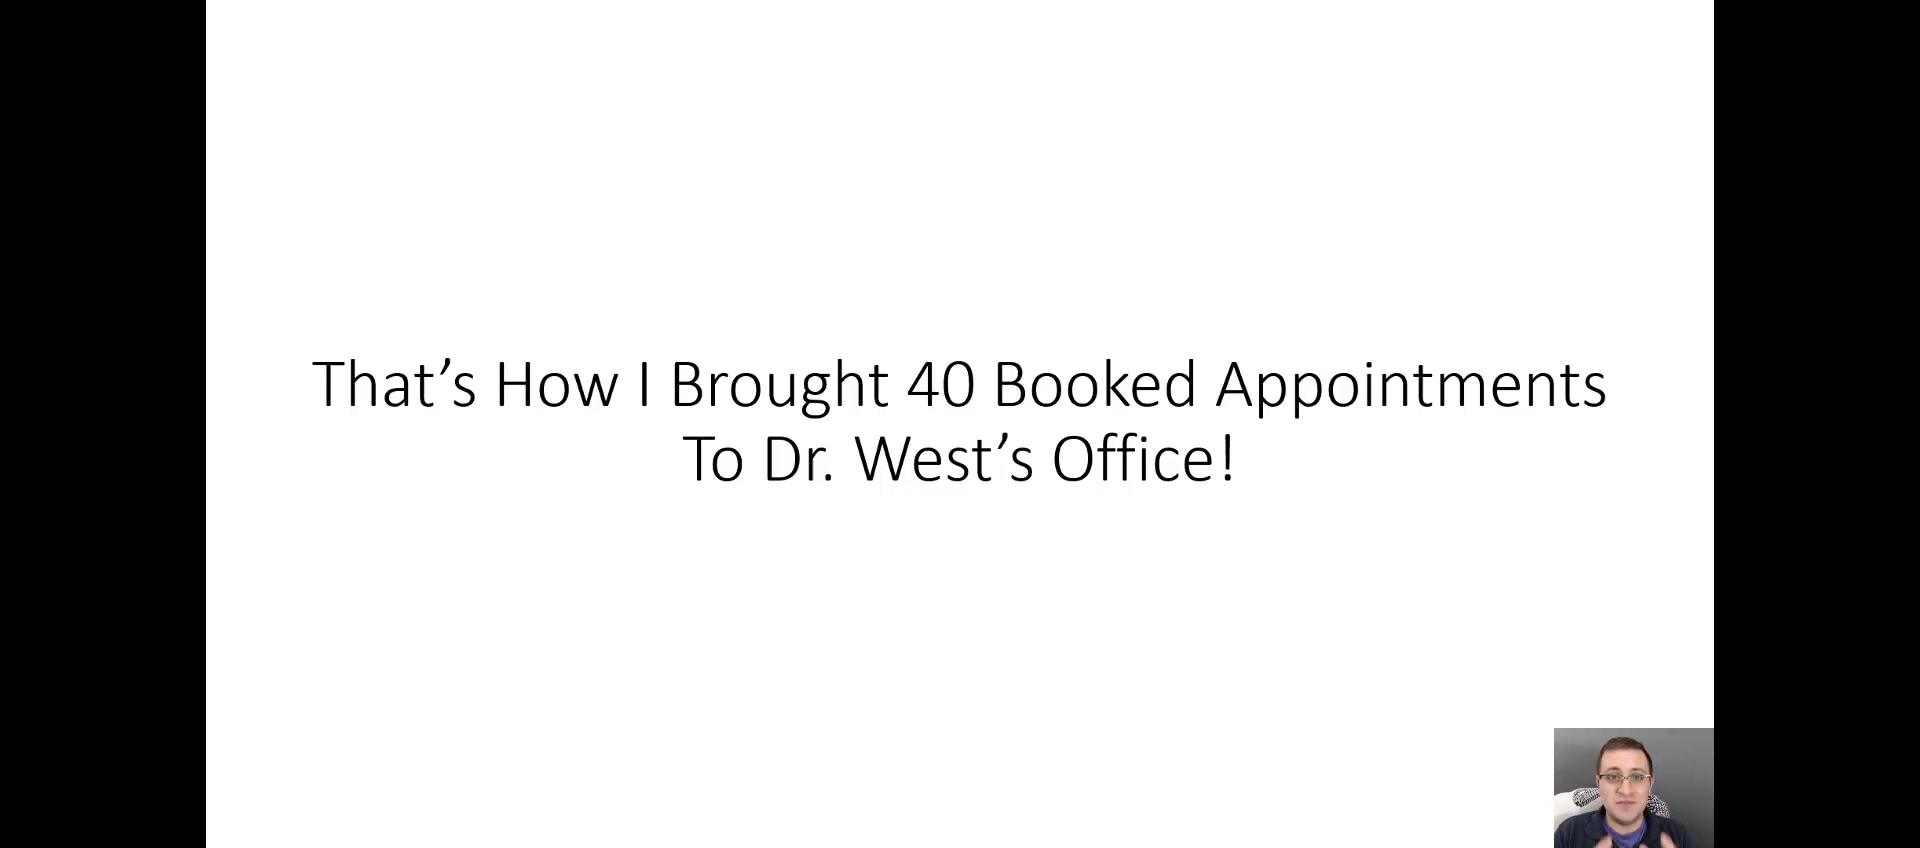 That’s How I Brought 40 Booked Appointments
To Dr. West’s Office!